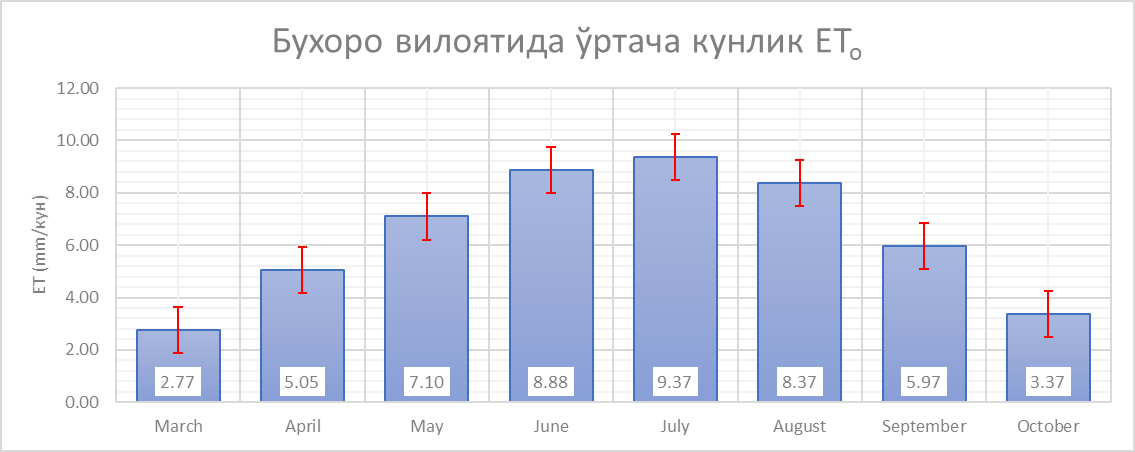 Бухоро вилоятида ўртача кунлик ETo
ET (mm/кун)
12.00
10.00
8.00
6.00
4.00
2.00
0.00
2.77 5.05 7.10 8.88 9.37 8.37 5.97 3.37
March April May June July August September October